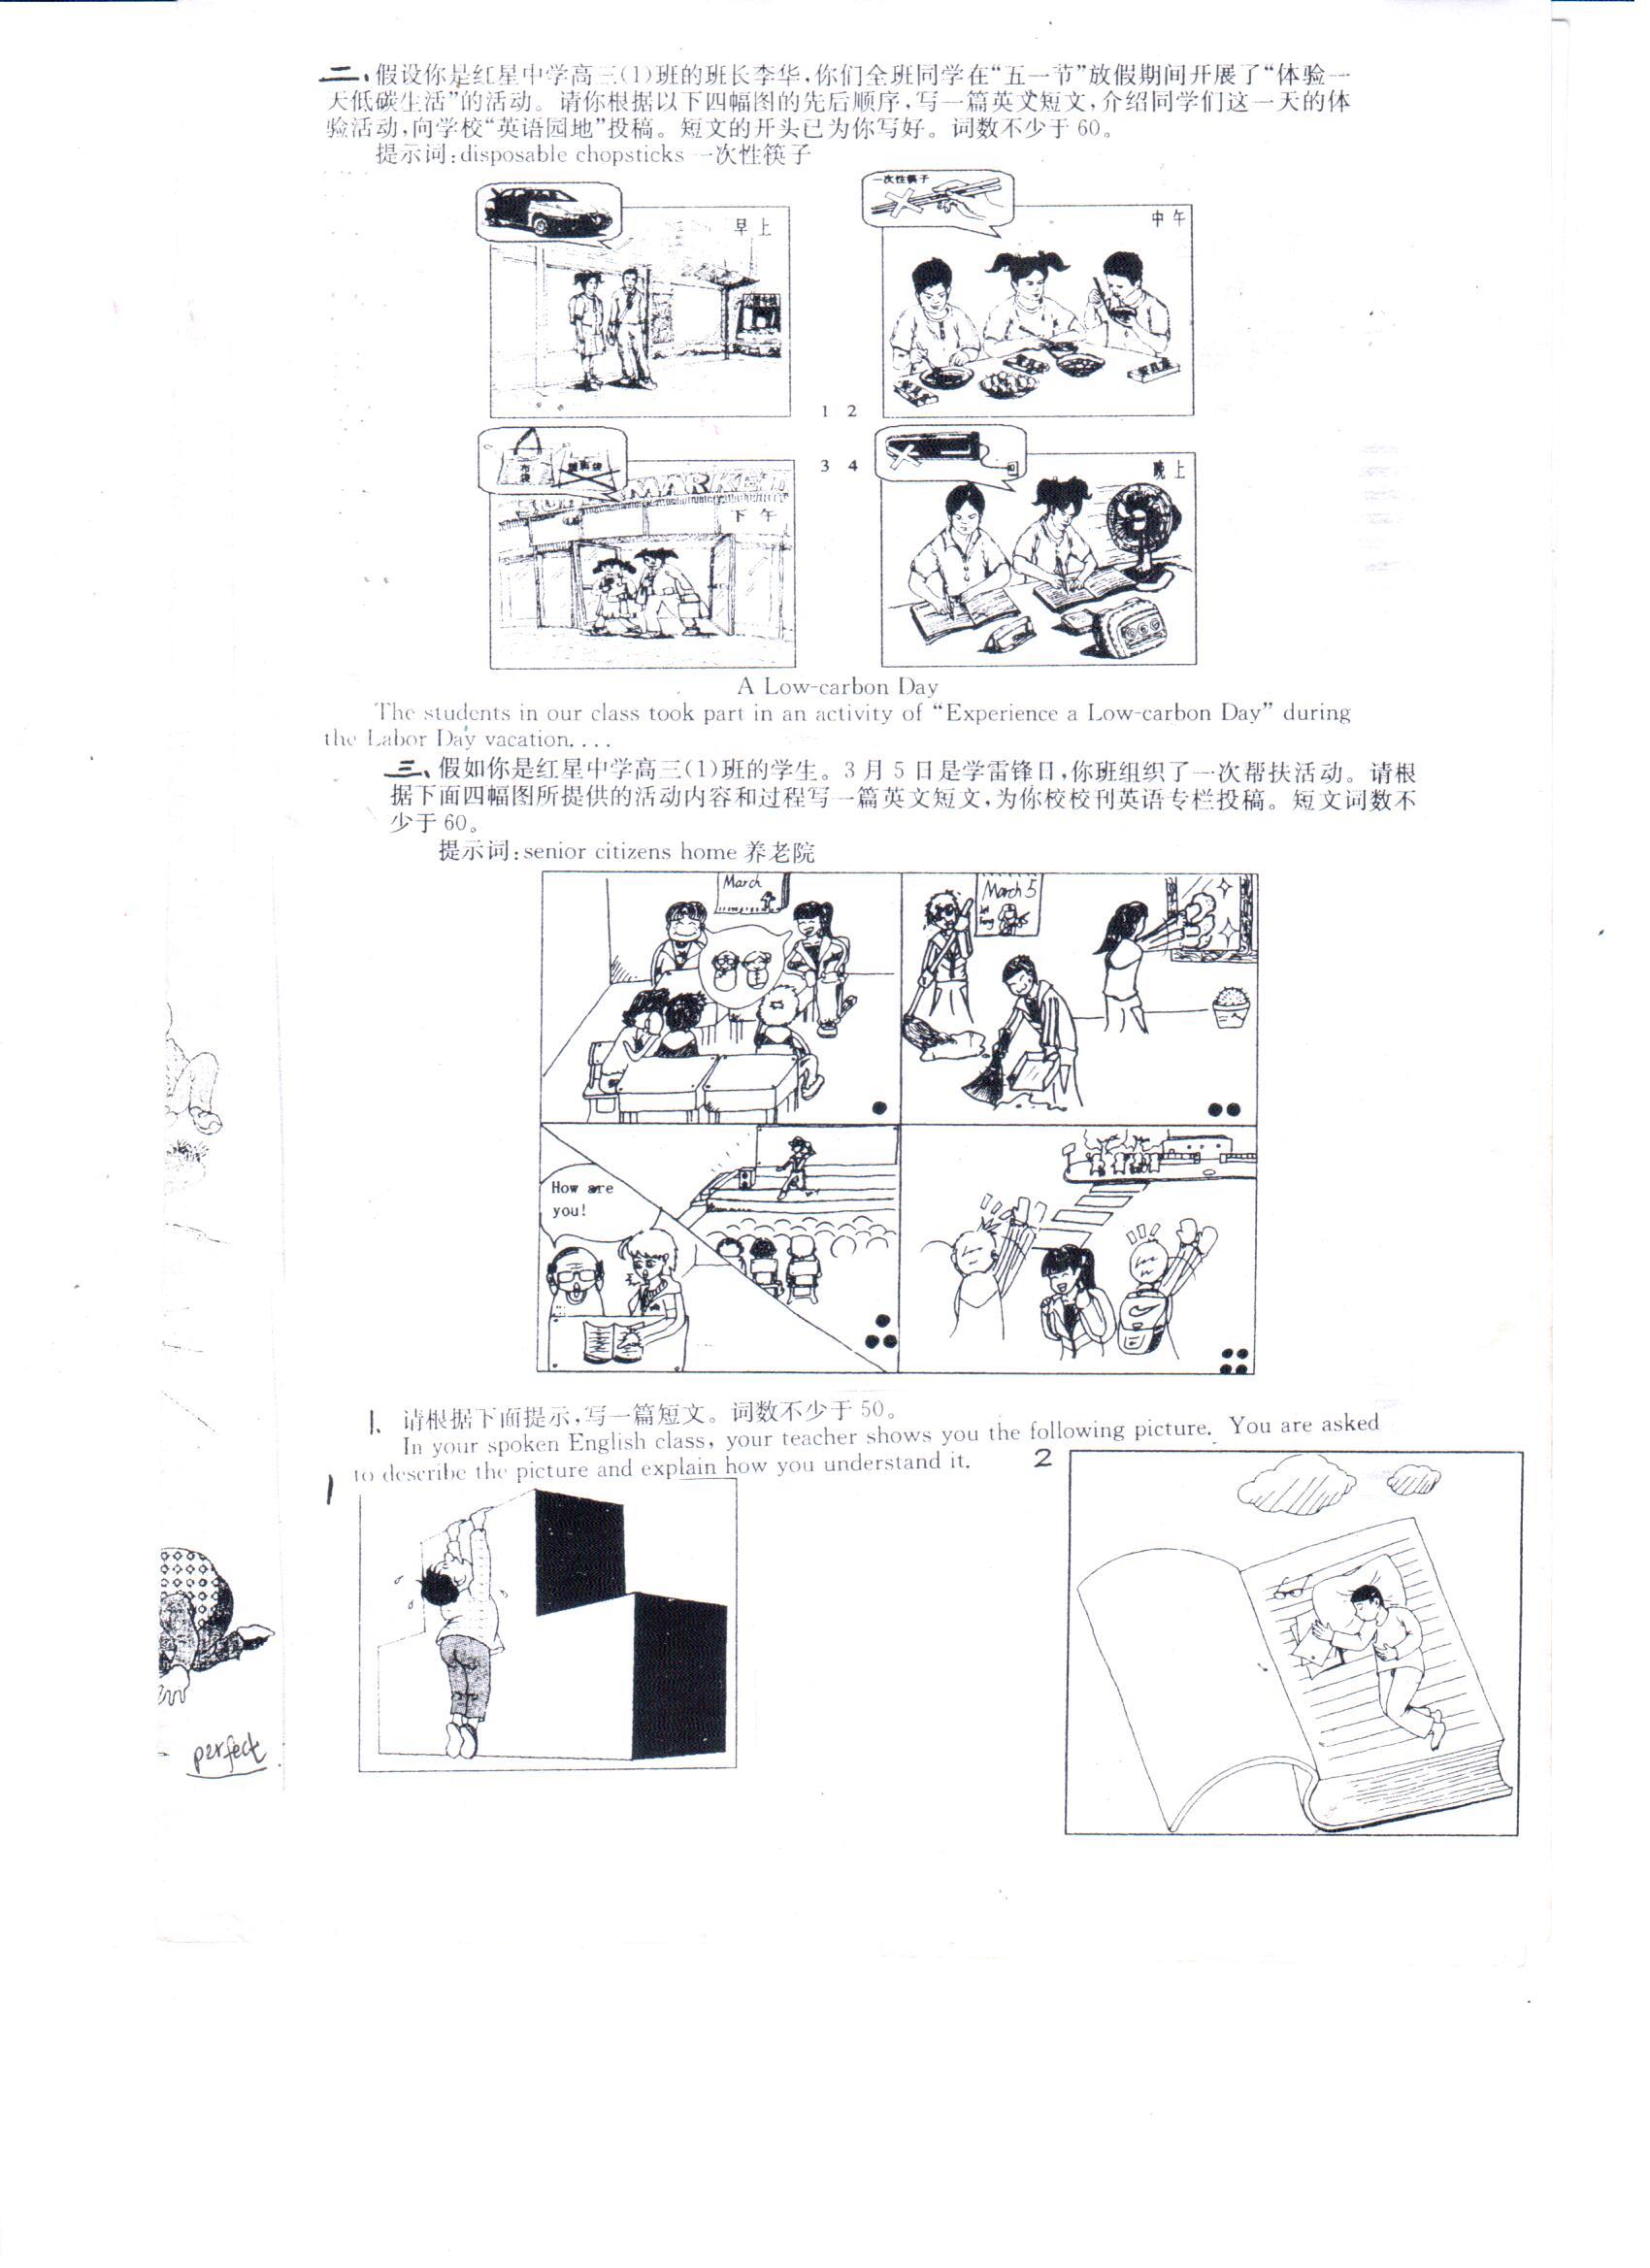 二、假设你是红星中学高三(1)班的班长李华,你们全班同学在“五一节”放假期间开展了“体验一
天低碳生活”的活动。请你根据以下四幅图的先后顺序,写一篇英文短文,介绍同学们这一天的体
验活动,向学校“英语园地”投稿。短文的开头已为你写好。词数不少于60。
提示词:disposable chopsticks 一次性筷子
早上
一次性筷子
中午
1 2
3 4
布袋
塑料袋
SUPERMARKET
下午
晚上
A Low-carbon Day
The students in our class took part in an activity of “Experience a Low-carbon Day” during
the Labor Day vacation....
三、假如你是红星中学高三(1)班的学生。3月5日是学雷锋日,你班组织了一次帮扶活动。请根
据下面四幅图所提供的活动内容和过程写一篇英文短文,为你校校刊英语专栏投稿。短文词数不
少于60。
提示词:senior citizens home 养老院
March
March 5
How are
you!
1. 请根据下面提示,写一篇短文。词数不少于50。
In your spoken English class, your teacher shows you the following picture. You are asked
to describe the picture and explain how you understand it.
1
2
perfect